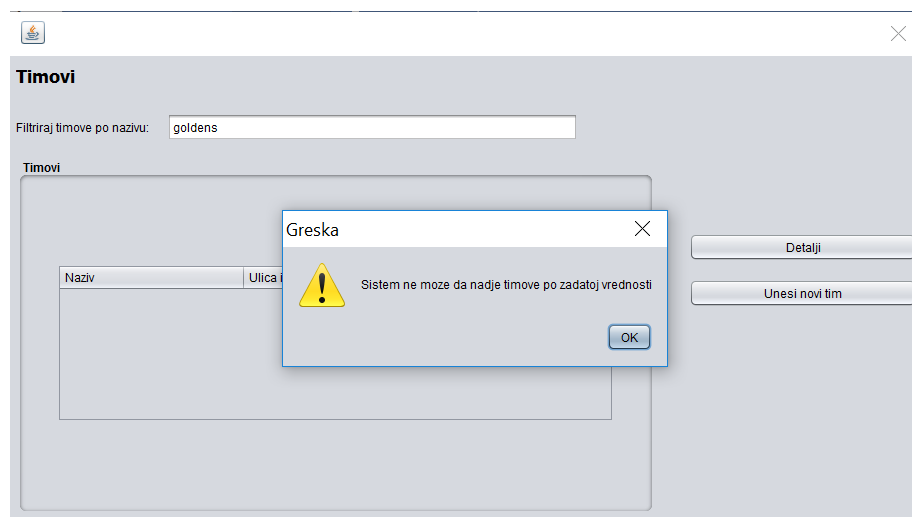 Timovi
Filtriraj timove po nazivu:
goldens
Timovi
Greska
Sistem ne moze da nadje timove po zadatoj vrednosti
OK
Naziv
Ulica i
Detalji
Unesi novi tim